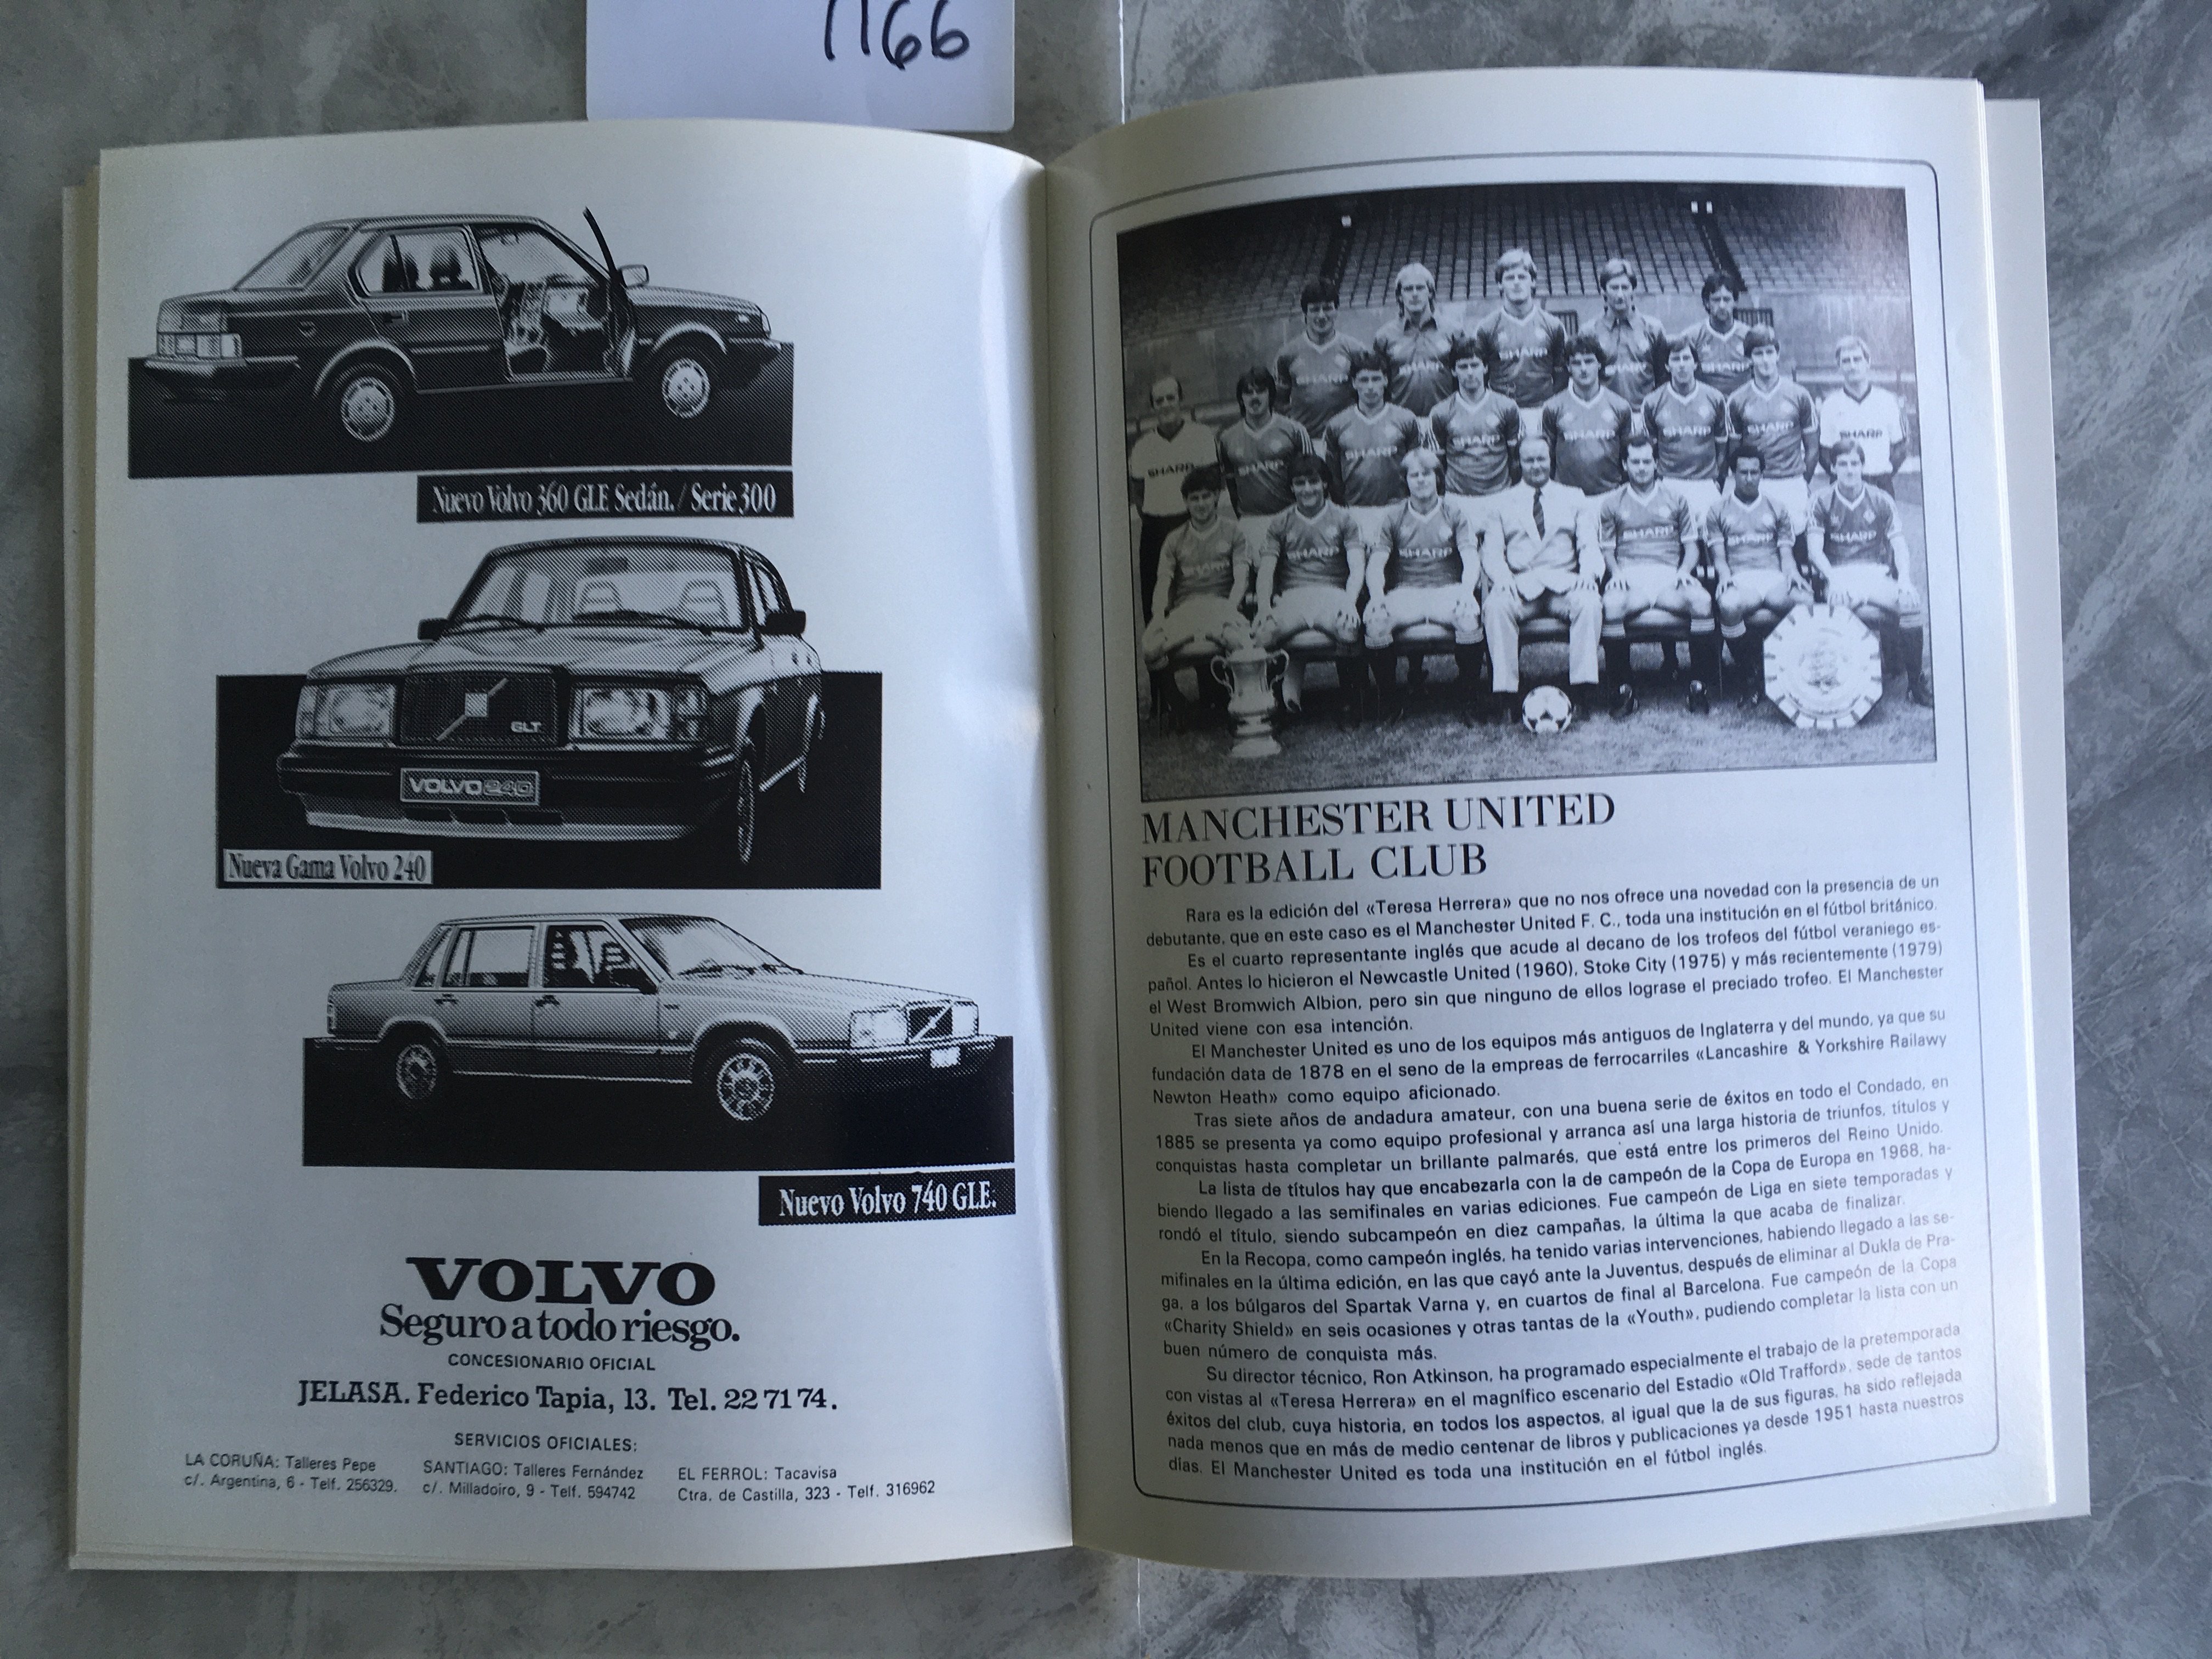 1166
Nuevo Volvo 360 GLE Sedán. / Serie 300
GLT
VOLVO 240
Nueva Gama Volvo 240
Nuevo Volvo 740 GLE.
VOLVO
Seguro a todo riesgo.
CONCESIONARIO OFICIAL
JELASA. Federico Tapia, 13. Tel. 22 71 74.
SERVICIOS OFICIALES:
LA CORUÑA: Talleres Pepe
c/. Argentina, 6 - Telf. 256329.
SANTIAGO: Talleres Fernández
c/. Milladoiro, 9 - Telf. 594742
EL FERROL: Tacavisa
Ctra. de Castilla, 323 - Telf. 316962
SHARP SHARP SHARP
SHARP SHARP SHARP SHARP SHARP SHARP SHARP SHARP
SHARP SHARP SHARP SHARP SHARP SHARP
MANCHESTER UNITED
FOOTBALL CLUB
Rara es la edición del «Teresa Herrera» que no nos ofrece una novedad con la presencia de un
debutante, que en este caso es el Manchester United F. C., toda una institución en el fútbol británico.
Es el cuarto representante inglés que acude al decano de los trofeos del fútbol veraniego es-
pañol. Antes lo hicieron el Newcastle United (1960), Stoke City (1975) y más recientemente (1979)
el West Bromwich Albion, pero sin que ninguno de ellos lograse el preciado trofeo. El Manchester
United viene con esa intención.
El Manchester United es uno de los equipos más antiguos de Inglaterra y del mundo, ya que su
fundación data de 1878 en el seno de la empreas de ferrocarriles «Lancashire & Yorkshire Railawy
Newton Heath» como equipo aficionado.
Tras siete años de andadura amateur, con una buena serie de éxitos en todo el Condado, en
1885 se presenta ya como equipo profesional y arranca así una larga historia de triunfos, títulos y
conquistas hasta completar un brillante palmarés, que está entre los primeros del Reino Unido.
La lista de títulos hay que encabezarla con la de campeón de la Copa de Europa en 1968, ha-
biendo llegado a las semifinales en varias ediciones. Fue campeón de Liga en siete temporadas y
rondó el título, siendo subcampeón en diez campañas, la última la que acaba de finalizar.
En la Recopa, como campeón inglés, ha tenido varias intervenciones, habiendo llegado a las se-
mifinales en la última edición, en las que cayó ante la Juventus, después de eliminar al Dukla de Pra-
ga, a los búlgaros del Spartak Varna y, en cuartos de final al Barcelona. Fue campeón de la Copa
«Charity Shield» en seis ocasiones y otras tantas de la «Youth», pudiendo completar la lista con un
buen número de conquista más.
Su director técnico, Ron Atkinson, ha programado especialmente el trabajo de la pretemporada
con vistas al «Teresa Herrera» en el magnífico escenario del Estadio «Old Trafford», sede de tantos
éxitos del club, cuya historia, en todos los aspectos, al igual que la de sus figuras, ha sido reflejada
nada menos que en más de medio centenar de libros y publicaciones ya desde 1951 hasta nuestros
días. El Manchester United es toda una institución en el fútbol inglés.